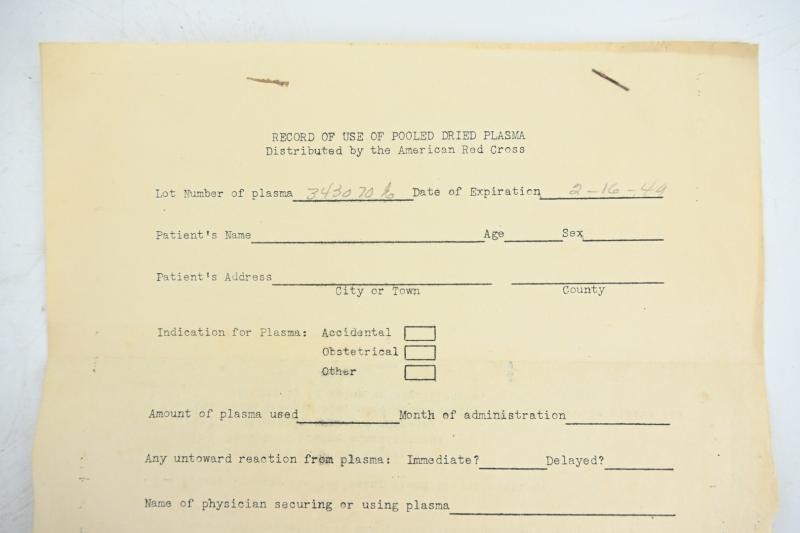 RECORD OF USE OF POOLED DRIED PLASMA
Distributed by the American Red Cross
Lot Number of plasma 343070 Date of Expiration 2-16-49
Patient's Name Age Sex
Patient's Address
City or Town County
Indication for Plasma: Accidental
Obstetrical
Other
Amount of plasma used Month of administration
Any untoward reaction from plasma: Immediate? Delayed?
Name of physician securing or using plasma